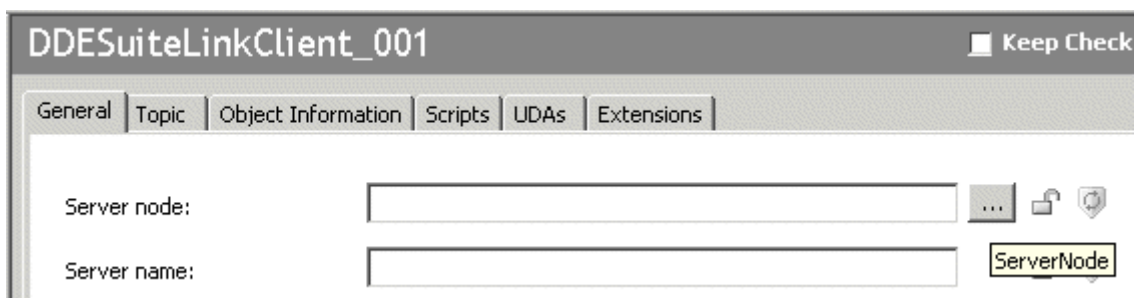 DDESuiteLinkClient_001 Keep Check
General Topic Object Information Scripts UDAs Extensions
Server node: ...
ServerNode
Server name: